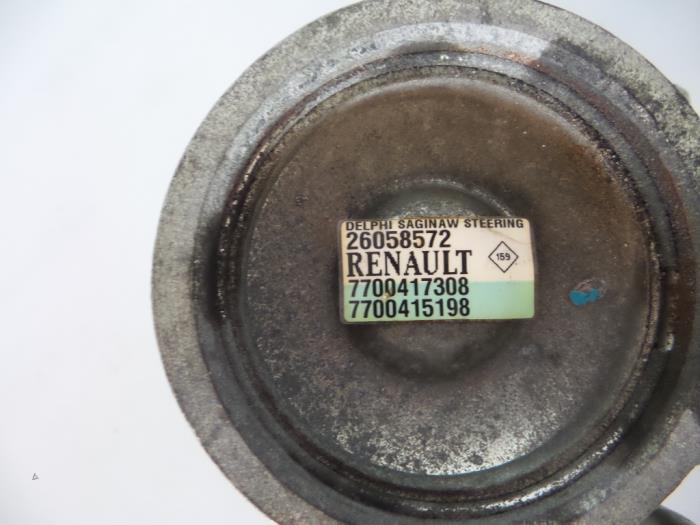 DELPHI SAGINAW STEERING
26058572
RENAULT 159
7700417308
7700415198